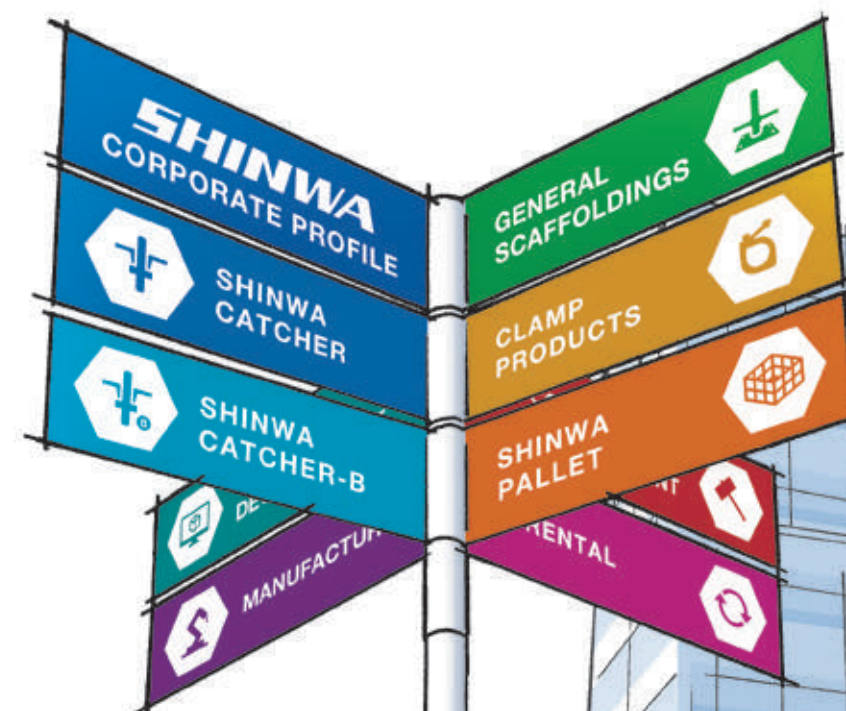 SHINWA
CORPORATE PROFILE
SHINWA
CATCHER
SHINWA
CATCHER-B
GENERAL
SCAFFOLDINGS
CLAMP
PRODUCTS
SHINWA
PALLET
RENTAL